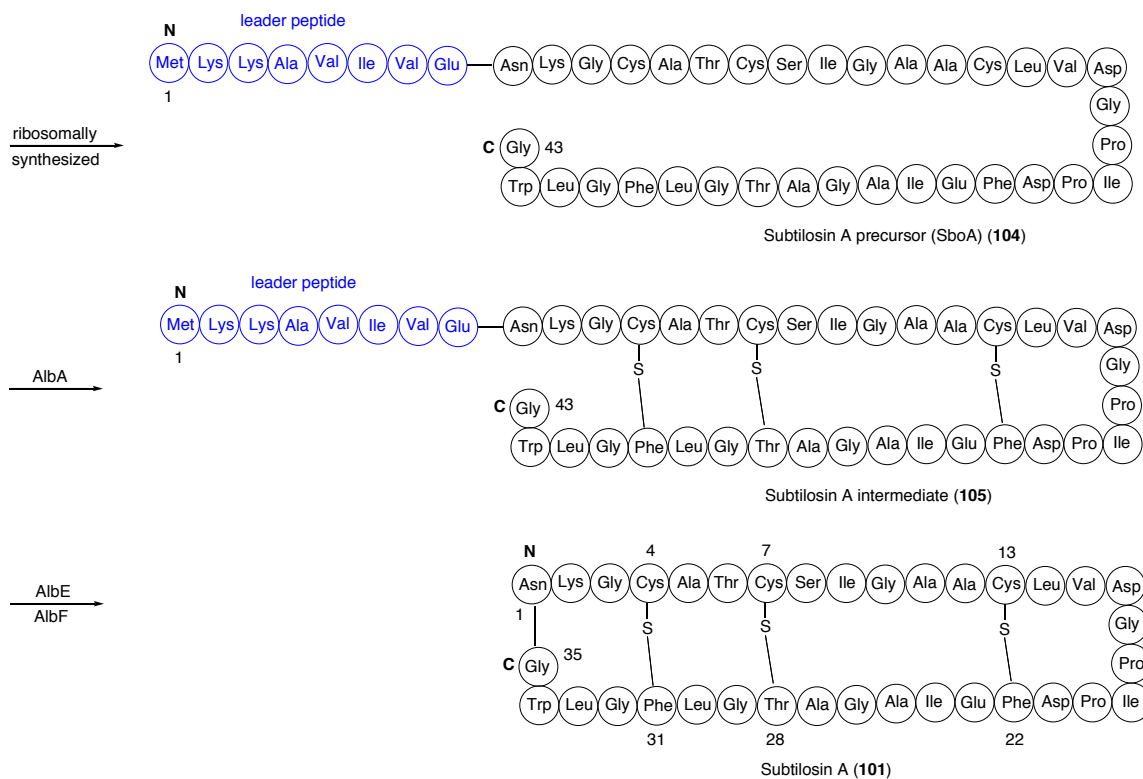 leader peptide
N
Met Lys Lys Ala Val Ile Val Glu Asn Lys Gly Cys Ala Thr Cys Ser Ile Gly Ala Ala Cys Leu Val Asp
1
Gly
ribosomally
synthesized
Pro
C Gly 43
Trp Leu Gly Phe Leu Gly Thr Ala Gly Ala Ile Glu Phe Asp Pro Ile
Subtilosin A precursor (SboA) (104)
leader peptide
N
Met Lys Lys Ala Val Ile Val Glu Asn Lys Gly Cys Ala Thr Cys Ser Ile Gly Ala Ala Cys Leu Val Asp
1
S S S
Gly
AlbA
C Gly 43
Pro
Trp Leu Gly Phe Leu Gly Thr Ala Gly Ala Ile Glu Phe Asp Pro Ile
Subtilosin A intermediate (105)
N 4 7 13
Asn Lys Gly Cys Ala Thr Cys Ser Ile Gly Ala Ala Cys Leu Val Asp
AlbE
AlbF
1
S S S
Gly
C Gly 35
Pro
Trp Leu Gly Phe Leu Gly Thr Ala Gly Ala Ile Glu Phe Asp Pro Ile
31 28 22
Subtilosin A (101)